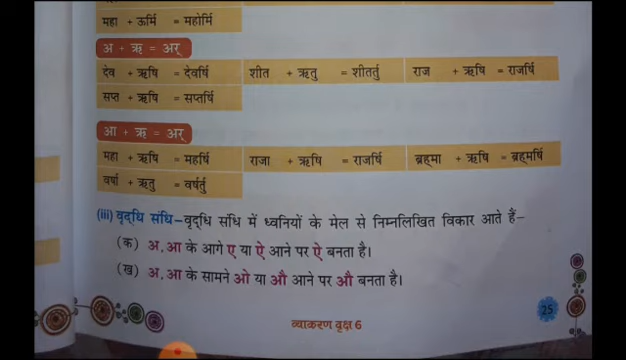 महा + ऊर्मि = महोर्मि
अ + ऋ = अर्
देव + ऋषि = देवर्षि शीत + ऋतु = शीतर्तु राज + ऋषि = राजर्षि
सप्त + ऋषि = सप्तर्षि
आ + ऋ = अर्
महा + ऋषि = महर्षि राजा + ऋषि = राजर्षि ब्रह्मा + ऋषि = ब्रह्मर्षि
वर्षा + ऋतु = वर्षर्तु
(iii) वृद्धि संधि–वृद्धि संधि में ध्वनियों के मेल से निम्नलिखित विकार आते हैं–
(क) अ, आ के आगे ए या ऐ आने पर ऐ बनता है।
(ख) अ, आ के सामने ओ या औ आने पर औ बनता है।
25
व्याकरण वृक्ष 6